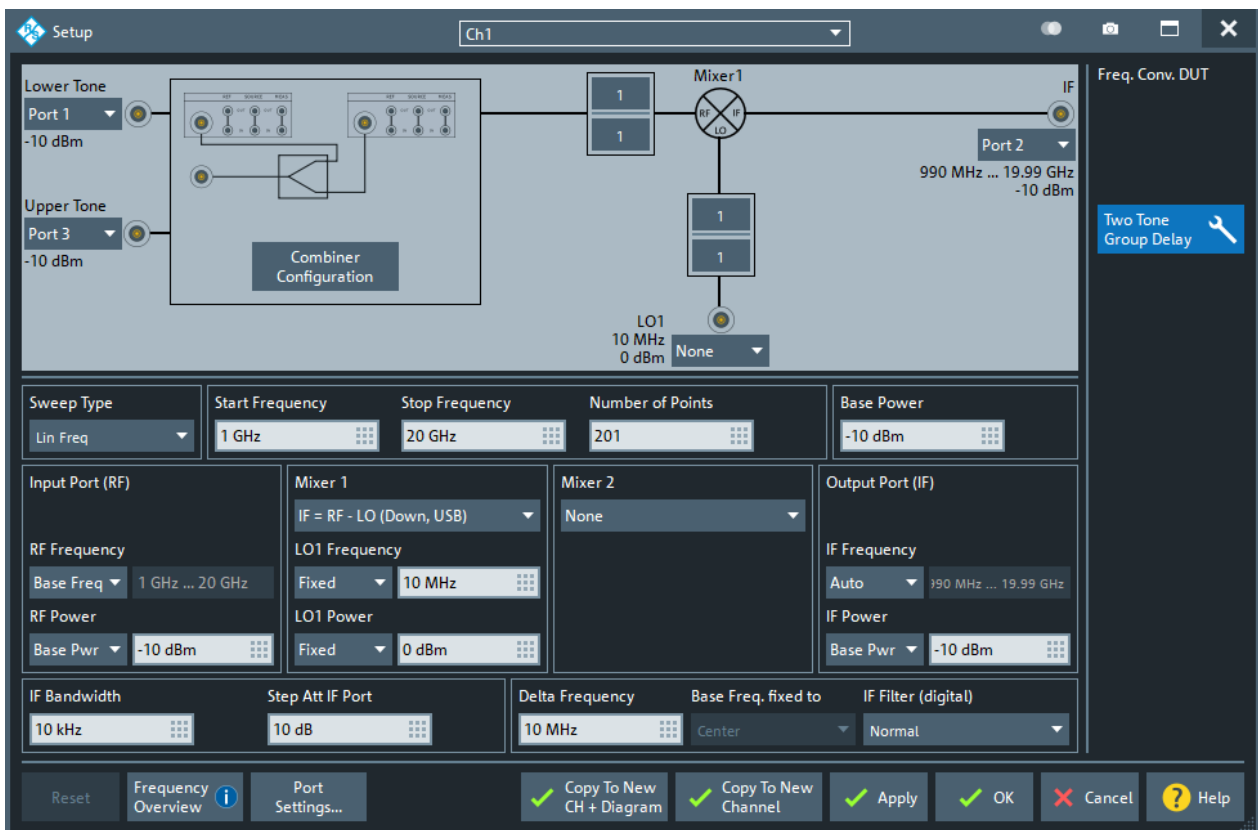 Setup
Ch1
Lower Tone
Port 1
-10 dBm
Upper Tone
Port 3
-10 dBm
REF SOURCE MEAS
REF SOURCE MEAS
Combiner
Configuration
1
1
Mixer1
RF IF
LO
1
1
LO1
10 MHz
0 dBm
None
IF
Port 2
990 MHz ... 19.99 GHz
-10 dBm
Freq. Conv. DUT
Two Tone
Group Delay
Sweep Type
Lin Freq
Start Frequency
1 GHz
Stop Frequency
20 GHz
Number of Points
201
Base Power
-10 dBm
Input Port (RF)
RF Frequency
Base Freq
1 GHz ... 20 GHz
RF Power
Base Pwr
-10 dBm
Mixer 1
IF = RF - LO (Down, USB)
LO1 Frequency
Fixed
10 MHz
LO1 Power
Fixed
0 dBm
Mixer 2
None
Output Port (IF)
IF Frequency
Auto
990 MHz ... 19.99 GHz
IF Power
Base Pwr
-10 dBm
IF Bandwidth
10 kHz
Step Att IF Port
10 dB
Delta Frequency
10 MHz
Base Freq. fixed to
Center
IF Filter (digital)
Normal
Reset
Frequency
Overview
Port
Settings...
Copy To New
CH + Diagram
Copy To New
Channel
Apply
OK
Cancel
Help